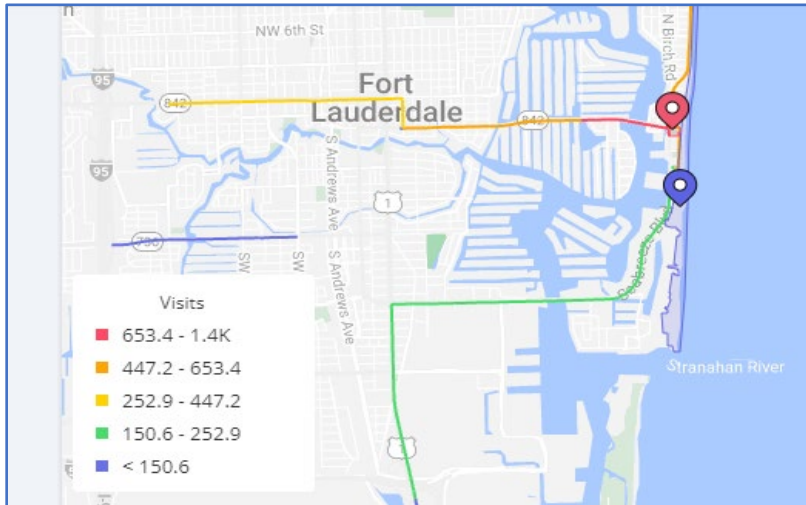 NW 6th St
N Birch Rd
95
842
Fort
Lauderdale
842
S Andrews Ave
95
1
Seabreeze Blvd
736
SW
SW
S Andrews Ave
Visits
653.4 - 1.4K
447.2 - 653.4
252.9 - 447.2
150.6 - 252.9
< 150.6
Stranahan River